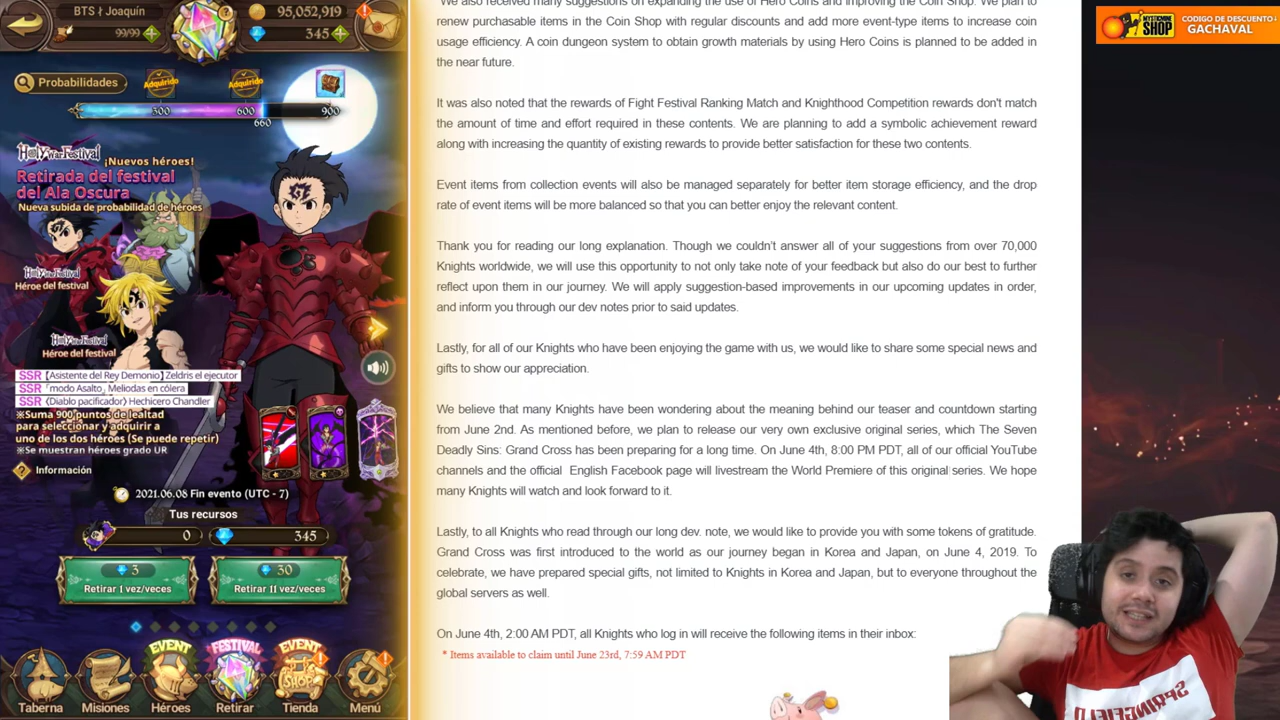 BTS ł Joaquín
95,052,919
99/99
345
Probabilidades
Adquirido
Adquirido
300
600
900
660
Holy War Festival
¡Nuevos héroes!
Retirada del festival
del Ala Oscura
Nueva subida de probabilidad de héroes
Holy War Festival
Héroe del festival
Holy War Festival
Héroe del festival
SSR 【Asistente del Rey Demonio】 Zeldris el ejecutor
SSR 「modo Asalto」 Meliodas en cólera
SSR 《Diablo pacificador》 Hechicero Chandler
※Suma 900 puntos de lealtad
para seleccionar y adquirir a
uno de los dos héroes (Se puede repetir)
※Se muestran héroes grado UR
Información
2021.06.08 Fin evento (UTC - 7)
Tus recursos
0
345
3
Retirar 1 vez/veces
30
Retirar 11 vez/veces
EVENT
FESTIVAL
EVENT
SHOP
Taberna
Misiones
Héroes
Retirar
Tienda
Menú
We also received many suggestions on expanding the use of Hero Coins and improving the Coin Shop. We plan to
renew purchasable items in the Coin Shop with regular discounts and add more event-type items to increase coin
usage efficiency. A coin dungeon system to obtain growth materials by using Hero Coins is planned to be added in
the near future.
It was also noted that the rewards of Fight Festival Ranking Match and Knighthood Competition rewards don't match
the amount of time and effort required in these contents. We are planning to add a symbolic achievement reward
along with increasing the quantity of existing rewards to provide better satisfaction for these two contents.
Event items from collection events will also be managed separately for better item storage efficiency, and the drop
rate of event items will be more balanced so that you can better enjoy the relevant content.
Thank you for reading our long explanation. Though we couldn't answer all of your suggestions from over 70,000
Knights worldwide, we will use this opportunity to not only take note of your feedback but also do our best to further
reflect upon them in our journey. We will apply suggestion-based improvements in our upcoming updates in order,
and inform you through our dev notes prior to said updates.
Lastly, for all of our Knights who have been enjoying the game with us, we would like to share some special news and
gifts to show our appreciation.
We believe that many Knights have been wondering about the meaning behind our teaser and countdown starting
from June 2nd. As mentioned before, we plan to release our very own exclusive original series, which The Seven
Deadly Sins: Grand Cross has been preparing for a long time. On June 4th, 8:00 PM PDT, all of our official YouTube
channels and the official English Facebook page will livestream the World Premiere of this original series. We hope
many Knights will watch and look forward to it.
Lastly, to all Knights who read through our long dev. note, we would like to provide you with some tokens of gratitude.
Grand Cross was first introduced to the world as our journey began in Korea and Japan, on June 4, 2019. To
celebrate, we have prepared special gifts, not limited to Knights in Korea and Japan, but to everyone throughout the
global servers as well.
On June 4th, 2:00 AM PDT, all Knights who log in will receive the following items in their inbox:
* Items available to claim until June 23rd, 7:59 AM PDT
SHOP
CODIGO DE DESCUENTO↓
GACHAVAL
SPRINGFIELD